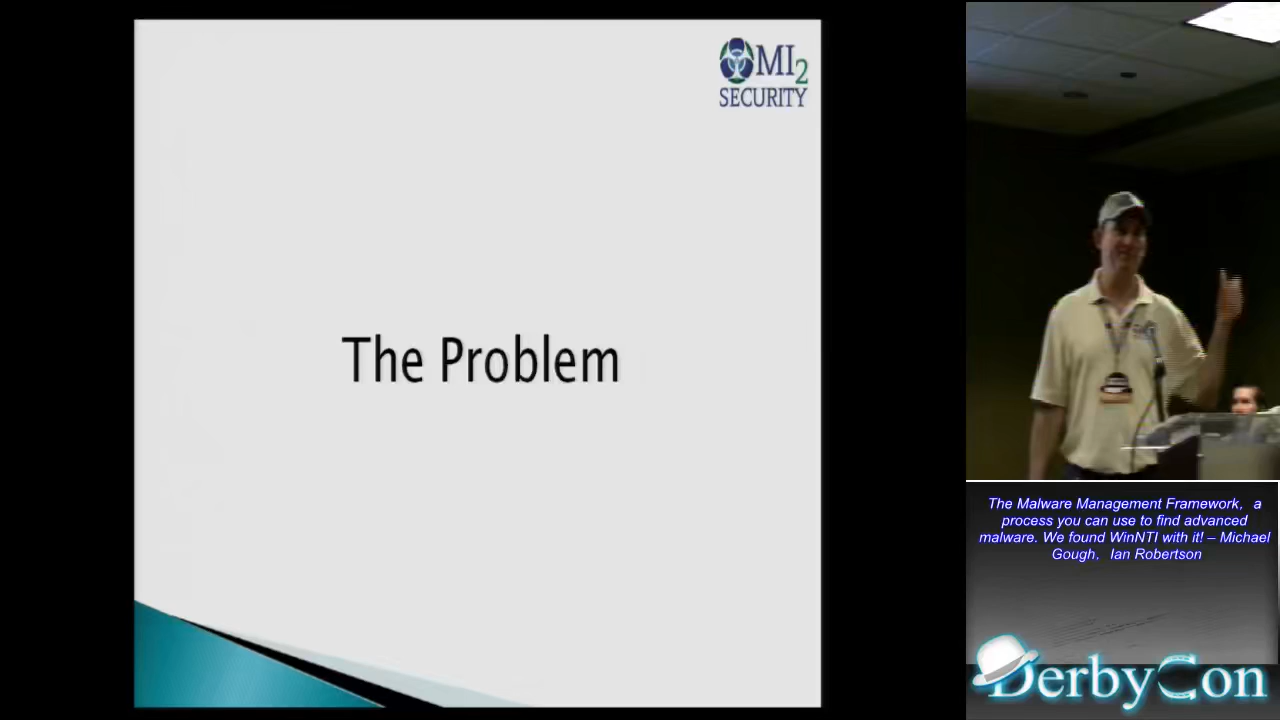 MI2
SECURITY
The Problem
The Malware Management Framework, a
process you can use to find advanced
malware. We found WinNTI with it! – Michael
Gough, Ian Robertson
DerbyCon